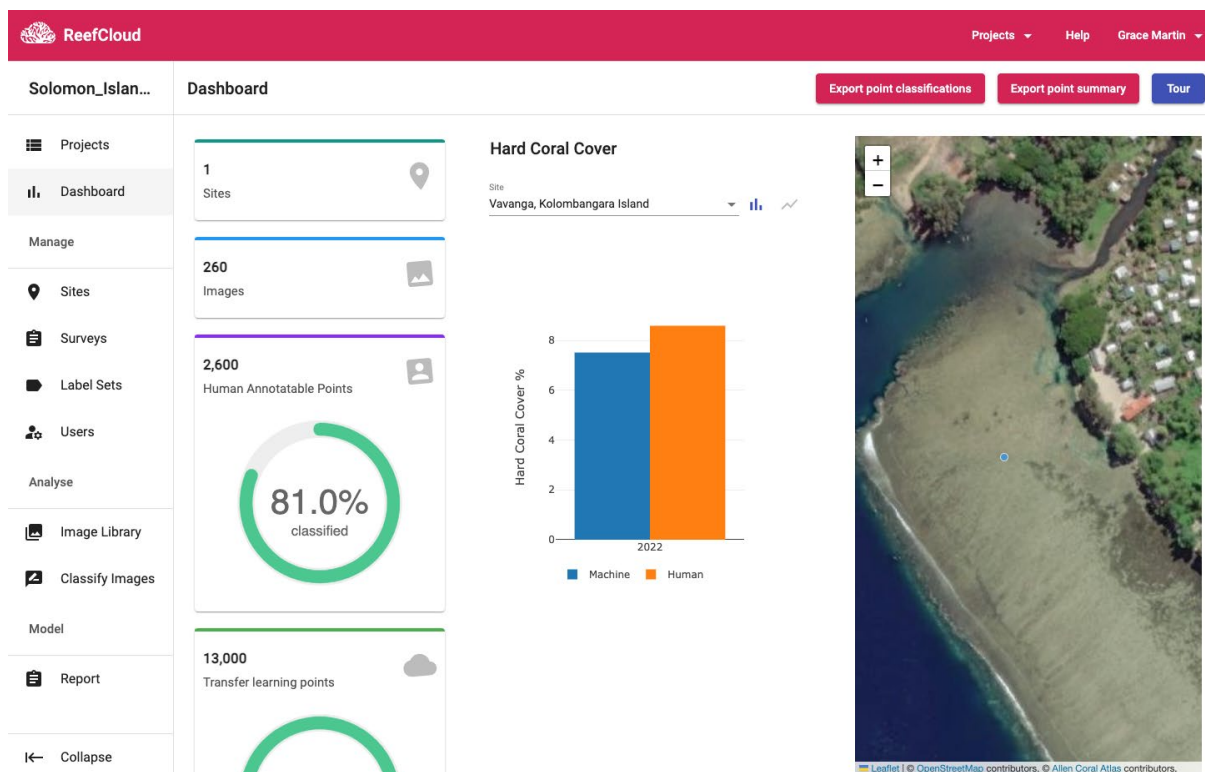 ReefCloud
Projects
Help
Grace Martin
Solomon_Islan...
Dashboard
Export point classifications
Export point summary
Tour
Projects
Dashboard
Manage
Sites
Surveys
Label Sets
Users
Analyse
Image Library
Classify Images
Model
Report
Collapse
1
Sites
260
Images
2,600
Human Annotatable Points
81.0%
classified
13,000
Transfer learning points
Hard Coral Cover
Site
Vavanga, Kolombangara Island
Hard Coral Cover %
8
6
4
2
0
2022
Machine
Human
+
−
Leaflet | © OpenStreetMap contributors, © Allen Coral Atlas contributors,